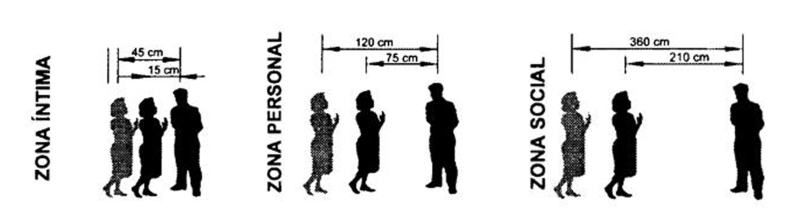 ZONA ÍNTIMA
45 cm
15 cm
ZONA PERSONAL
120 cm
75 cm
ZONA SOCIAL
360 cm
210 cm